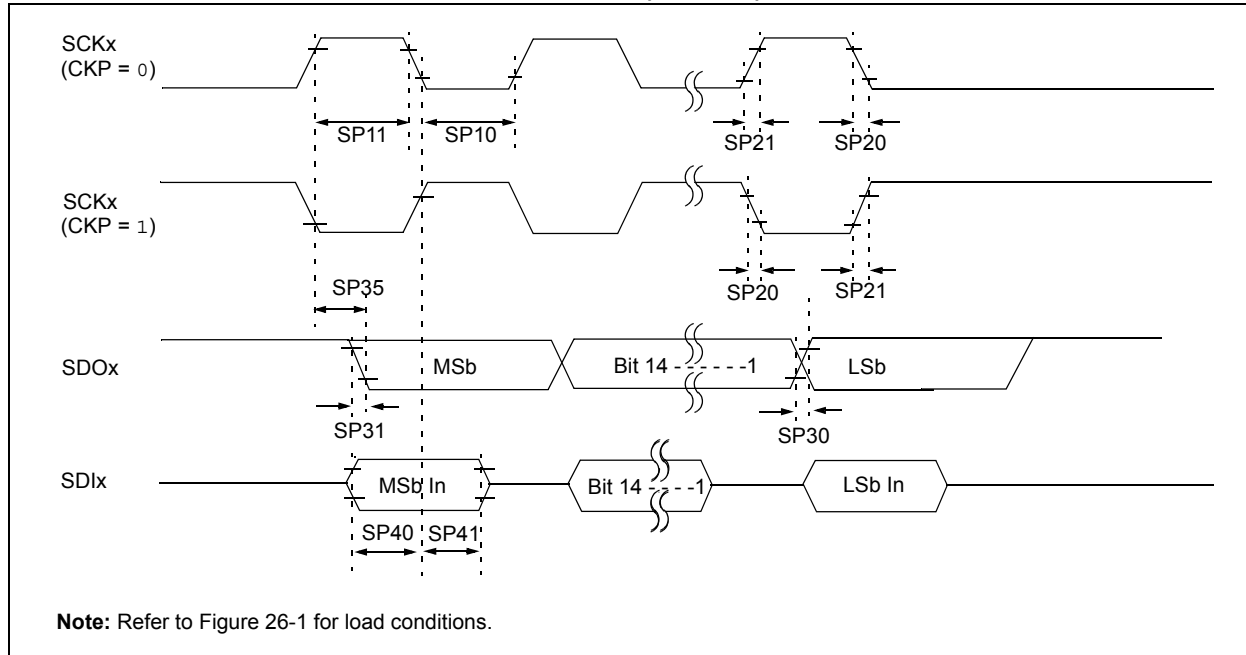 SCKx
(CKP = 0)
SP11
SP10
SP21
SP20
SCKx
(CKP = 1)
SP35
SP20
SP21
SDOx
MSb
Bit 14 - - - - - -1
LSb
SP31
SP30
SDIx
MSb In
Bit 14 - - - -1
LSb In
SP40
SP41
Note: Refer to Figure 26-1 for load conditions.